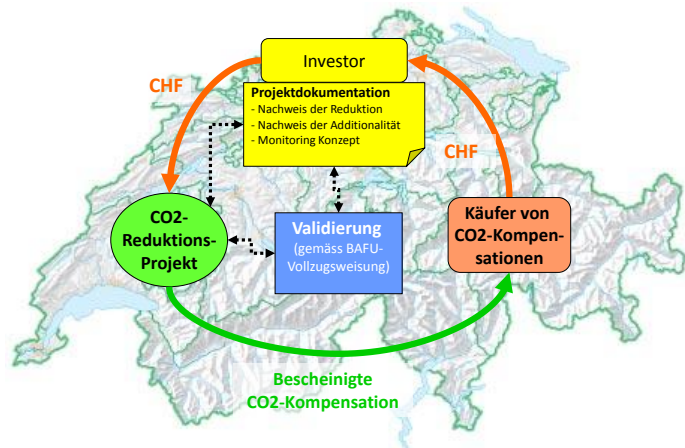 Investor
CHF
Projektdokumentation
- Nachweis der Reduktion
- Nachweis der Additionalität
- Monitoring Konzept
CHF
CO2-
Reduktions-
Projekt
Validierung
(gemäss BAFU-
Vollzugsweisung)
Käufer von
CO2-Kompen-
sationen
Bescheinigte
CO2-Kompensation